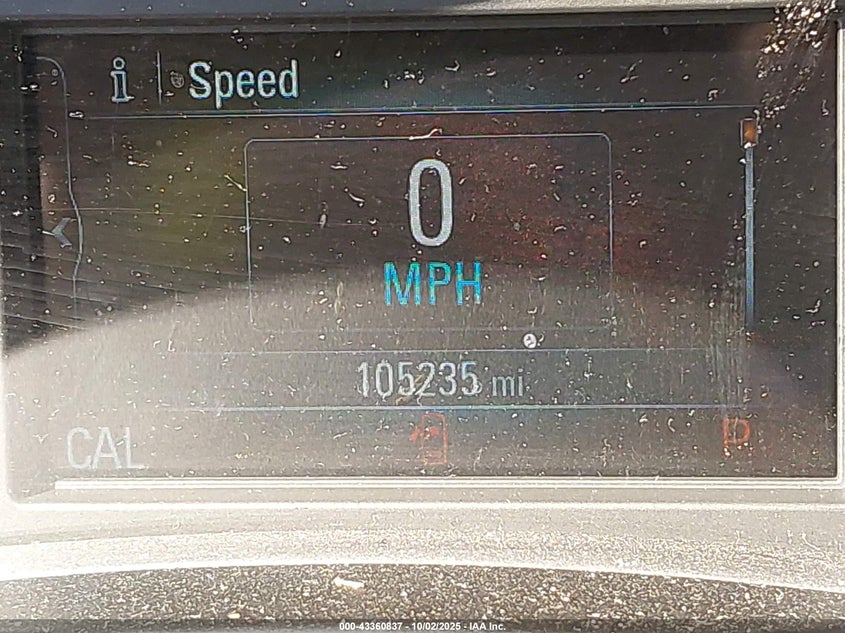 i Speed
0
MPH
105235 mi
CAL
P
000-43360837 - 10/02/2025 - IAA Inc.